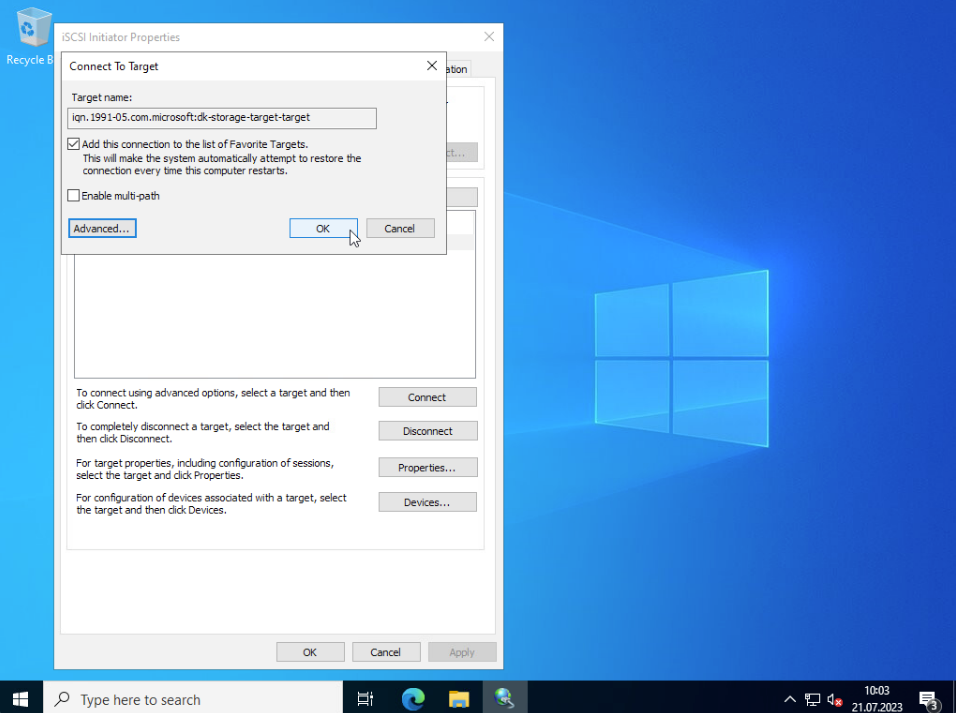 Recycle B
iSCSI Initiator Properties
Connect To Target
ation
Target name:
iqn.1991-05.com.microsoft:dk-storage-target-target
Add this connection to the list of Favorite Targets.
This will make the system automatically attempt to restore the
connection every time this computer restarts.
ct...
Enable multi-path
Advanced...
OK
Cancel
To connect using advanced options, select a target and then
click Connect.
Connect
To completely disconnect a target, select the target and
then click Disconnect.
Disconnect
For target properties, including configuration of sessions,
select the target and click Properties.
Properties...
For configuration of devices associated with a target, select
the target and then click Devices.
Devices...
OK
Cancel
Apply
Type here to search
10:03
21.07.2023
3